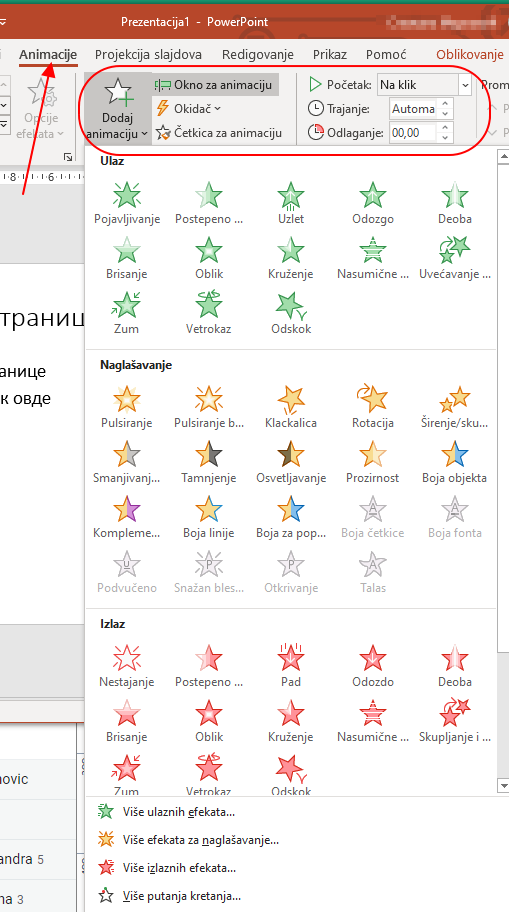 Prezentacija1 - PowerPoint
Animacije Projekcija slajdova Redigovanje Prikaz Pomoć Oblikovanje
Opcije efekata
Dodaj animaciju
Okno za animaciju
Okidač
Četkica za animaciju
Početak: Na klik
Trajanje: Automa
Odlaganje: 00,00
Prom
8 6
Ulaz
Pojavljivanje Postepeno ... Uzlet Odozgo Deoba
Brisanje Oblik Kruženje Nasumične ... Uvećavanje ...
Zum Vetrokaz Odskok
Naglašavanje
Pulsiranje Pulsiranje b... Klackalica Rotacija Širenje/sku...
Smanjivanj... Tamnjenje Osvetljavanje Prozirnost Boja objekta
Kompleme... Boja linije Boja za pop... Boja četkice Boja fonta
Podvučeno Snažan bles... Otkrivanje Talas
Izlaz
Nestajanje Postepeno ... Pad Odozdo Deoba
Brisanje Oblik Kruženje Nasumične ... Skupljanje i ...
Zum Vetrokaz Odskok
Više ulaznih efekata...
Više efekata za naglašavanje...
Više izlaznih efekata...
Više putanja kretanja...
траниц
анице
к овде
ovic
andra 5
na 3